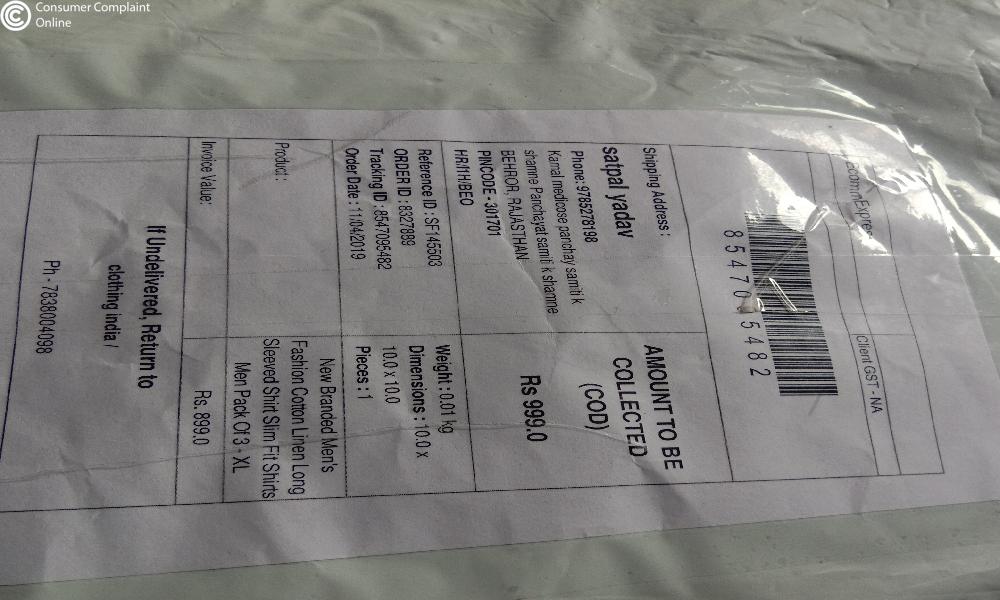 Consumer Complaint
Online
ecomm Expres
Client GST - NA
Shipping Address :
satpal yadav
Phone: 9785278198
Kamal medicose panchay samiti k
shamne Panchayat samiti k shamne
BEHROR, RAJASTHAN
PINCODE - 301701
HR1H/BEO
AMOUNT TO BE
COLLECTED
(COD)
Rs 999.0
Reference ID : SF145503
ORDER ID : 8327889
Tracking ID : 8547095482
Order Date : 11/04/2019
Weight : 0.01 kg
Dimensions : 10.0 x
10.0 x 10.0
Pieces : 1
Product :
New Branded Men's
Fashion Cotton Linen Long
Sleeved Shirt Slim Fit Shirts
Men Pack Of 3 - XL
Invoice Value:
Rs. 899.0
If Undelivered, Return to
clothing india /
Ph - 7838004098